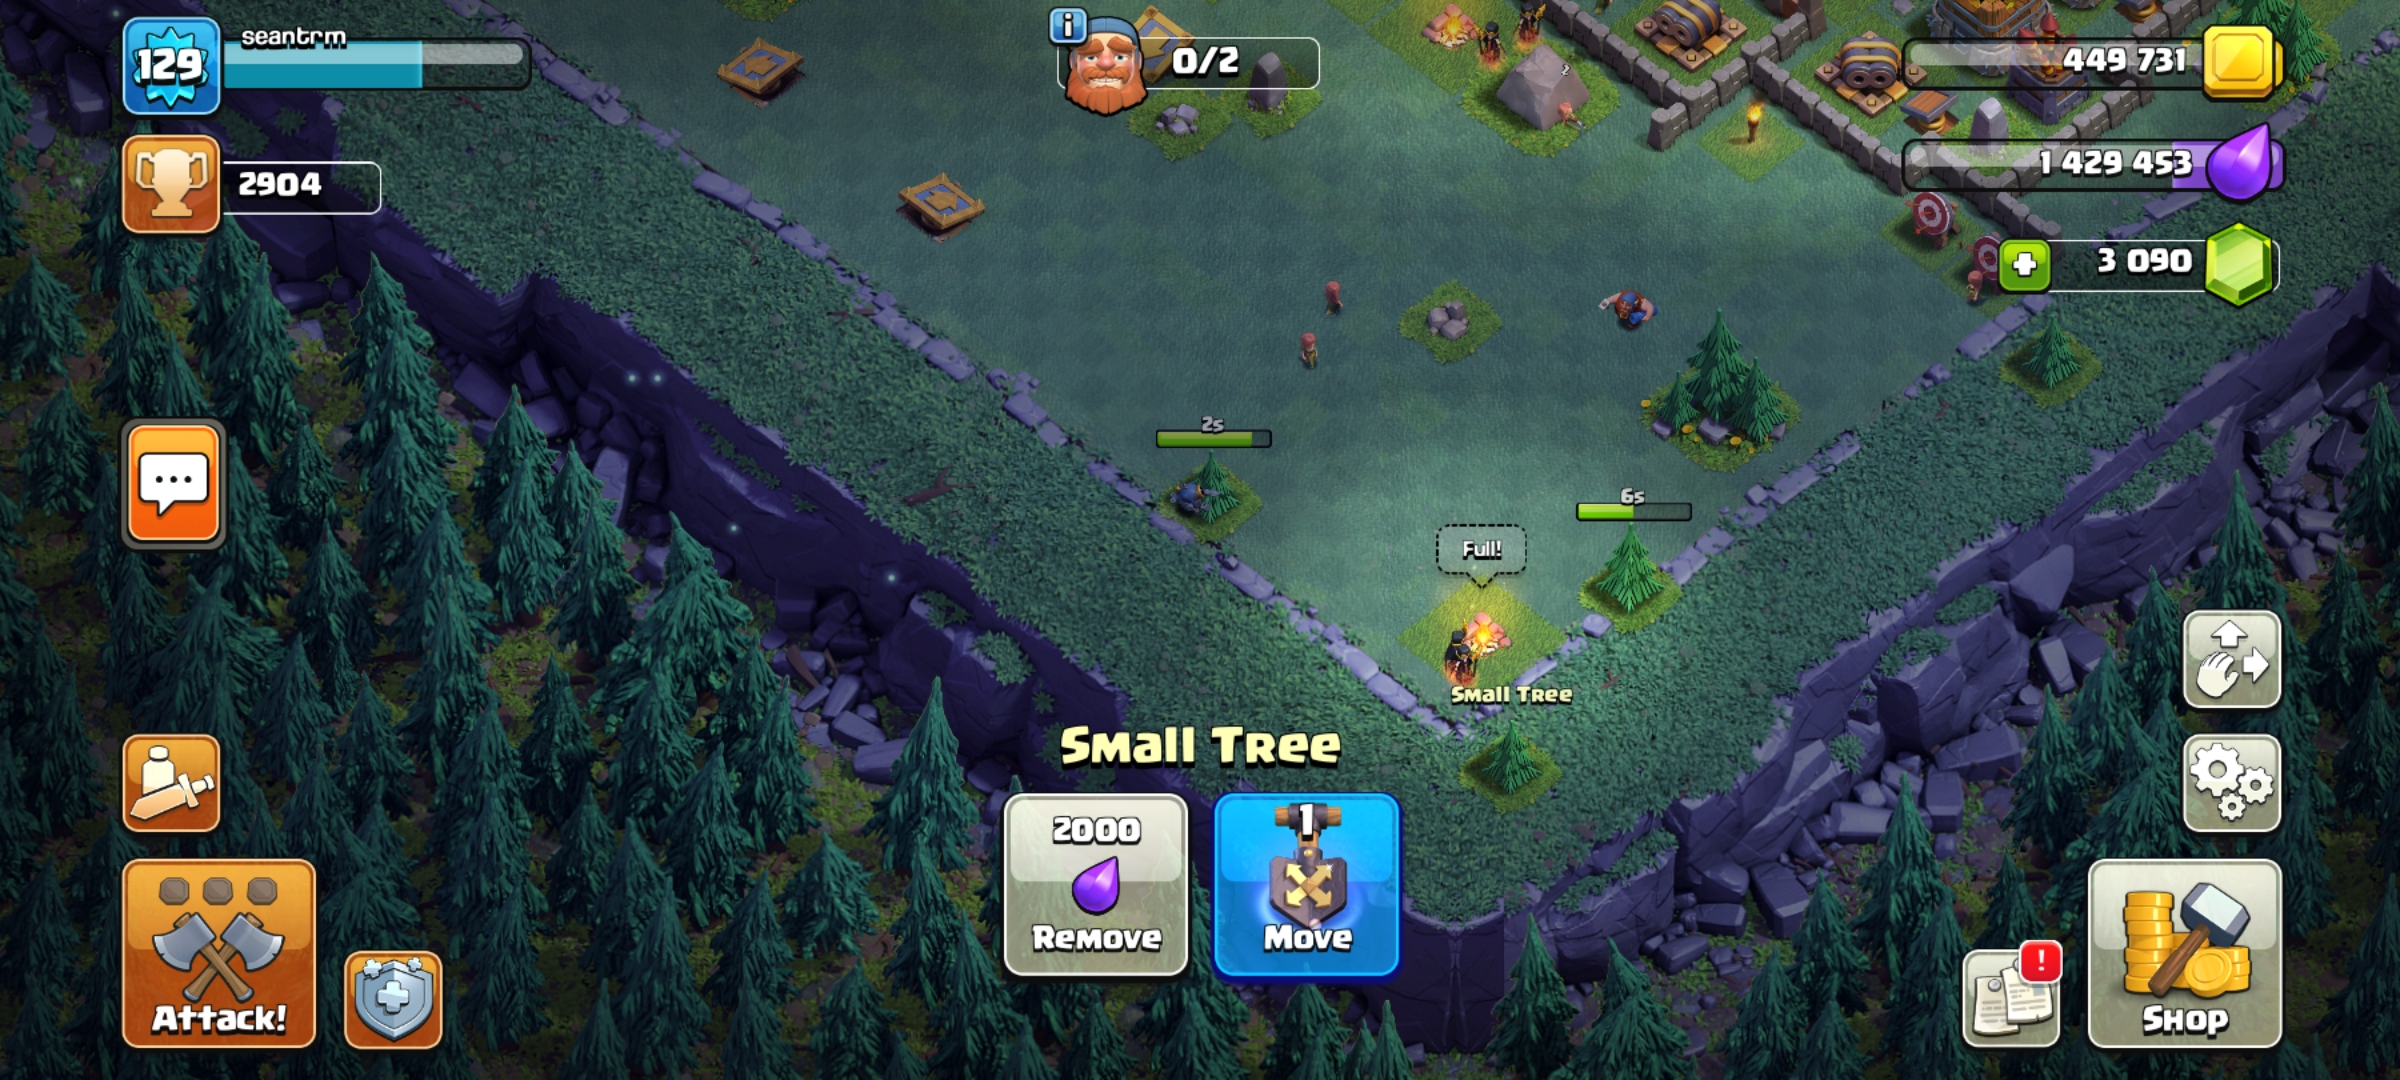 129
seantrm
i
0/2
449 731
2904
1 429 453
3 090
2
2s
6s
Full!
Small Tree
Small Tree
2000
Remove
1
Move
Attack!
!
Shop